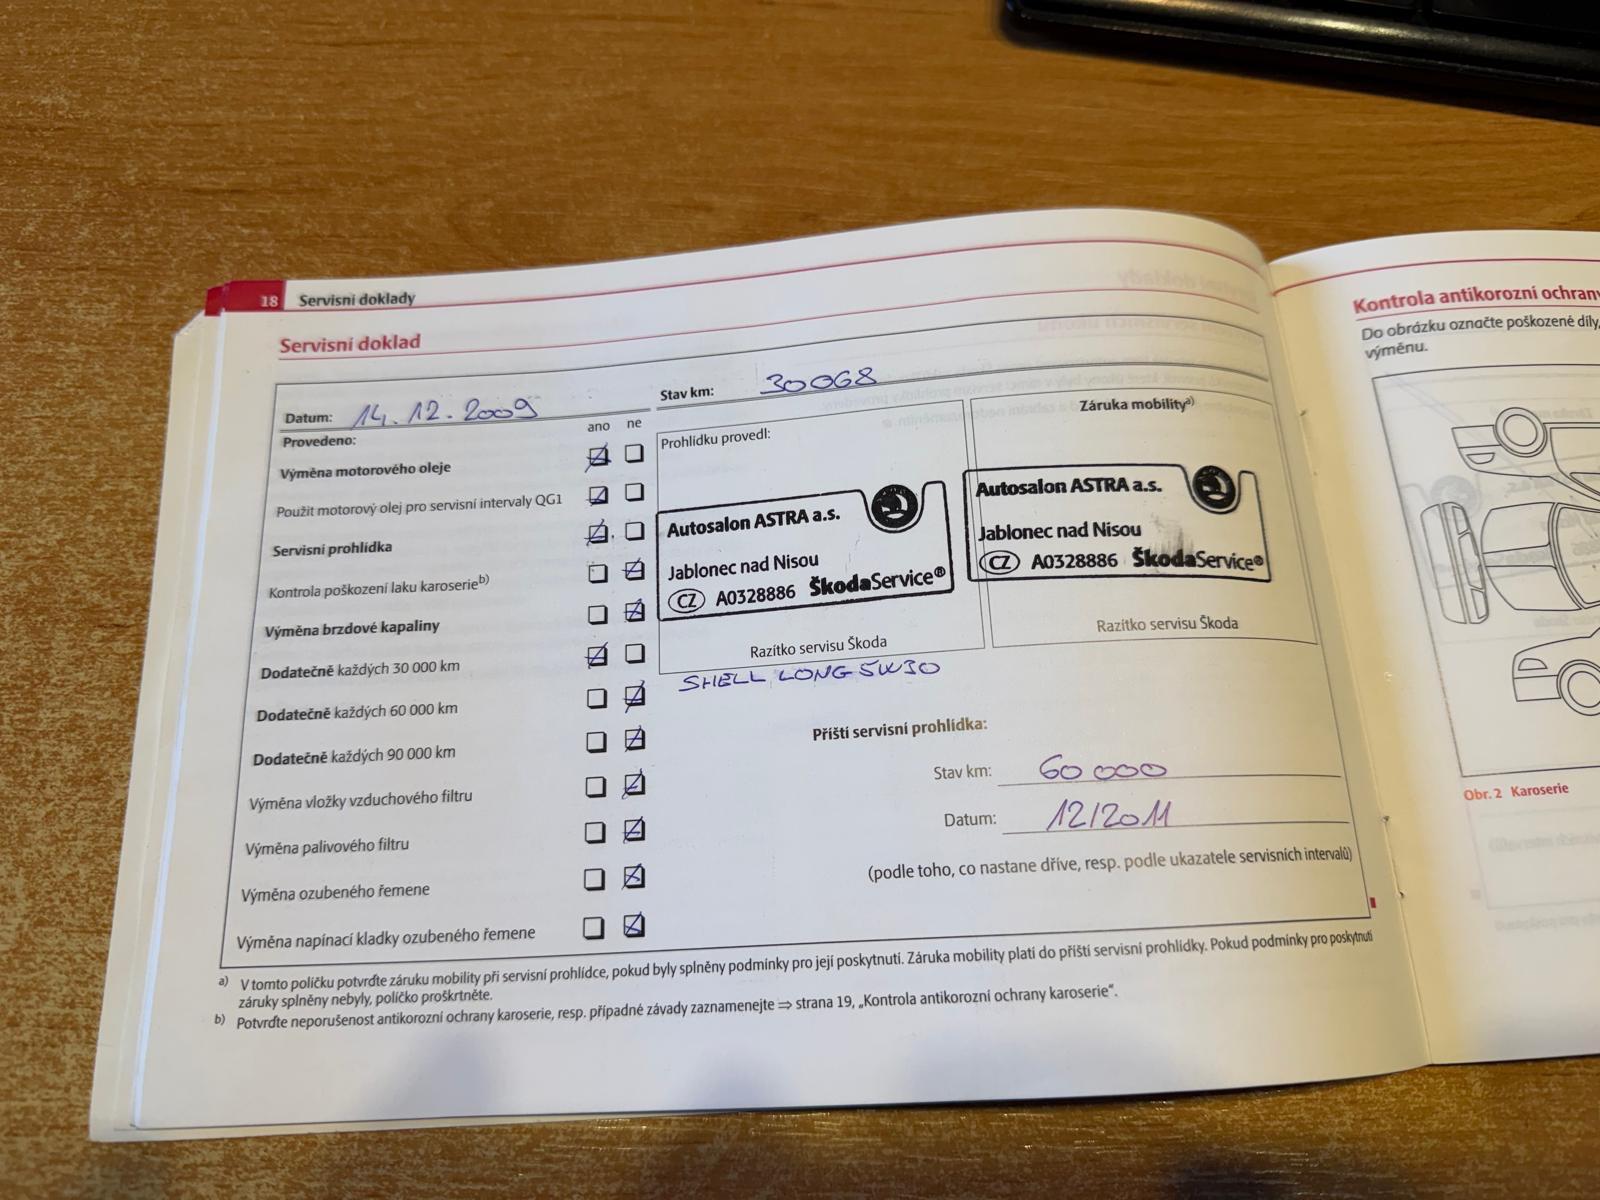 18 Servisní doklady
Servisní doklad
Datum: 14.12.2009
Stav km: 30068
Provedeno:
ano ne
Výměna motorového oleje
Použit motorový olej pro servisní intervaly QG1
Servisní prohlídka
Kontrola poškození laku karoserie b)
Výměna brzdové kapaliny
Dodatečně každých 30 000 km
Dodatečně každých 60 000 km
Dodatečně každých 90 000 km
Výměna vložky vzduchového filtru
Výměna palivového filtru
Výměna ozubeného řemene
Výměna napínací kladky ozubeného řemene
Prohlídku provedl:
Autosalon ASTRA a.s.
Jablonec nad Nisou
CZ A0328886 ŠkodaService®
Razítko servisu Škoda
Záruka mobility a)
Autosalon ASTRA a.s.
Jablonec nad Nisou
CZ A0328886 ŠkodaService®
Razítko servisu Škoda
SHELL LONG 5W30
Příští servisní prohlídka:
Stav km: 60 000
Datum: 12/2011
(podle toho, co nastane dříve, resp. podle ukazatele servisních intervalů)
a) V tomto políčku potvrďte záruku mobility při servisní prohlídce, pokud byly splněny podmínky pro její poskytnutí. Záruka mobility platí do příští servisní prohlídky. Pokud podmínky pro poskytnutí
záruky splněny nebyly, políčko proškrtněte.
b) Potvrďte neporušenost antikorozní ochrany karoserie, resp. případné závady zaznamenejte ⇒ strana 19, „Kontrola antikorozní ochrany karoserie“.
Kontrola antikorozní ochrany
Do obrázku označte poškozené díly,
výměnu.
Obr. 2 Karoserie